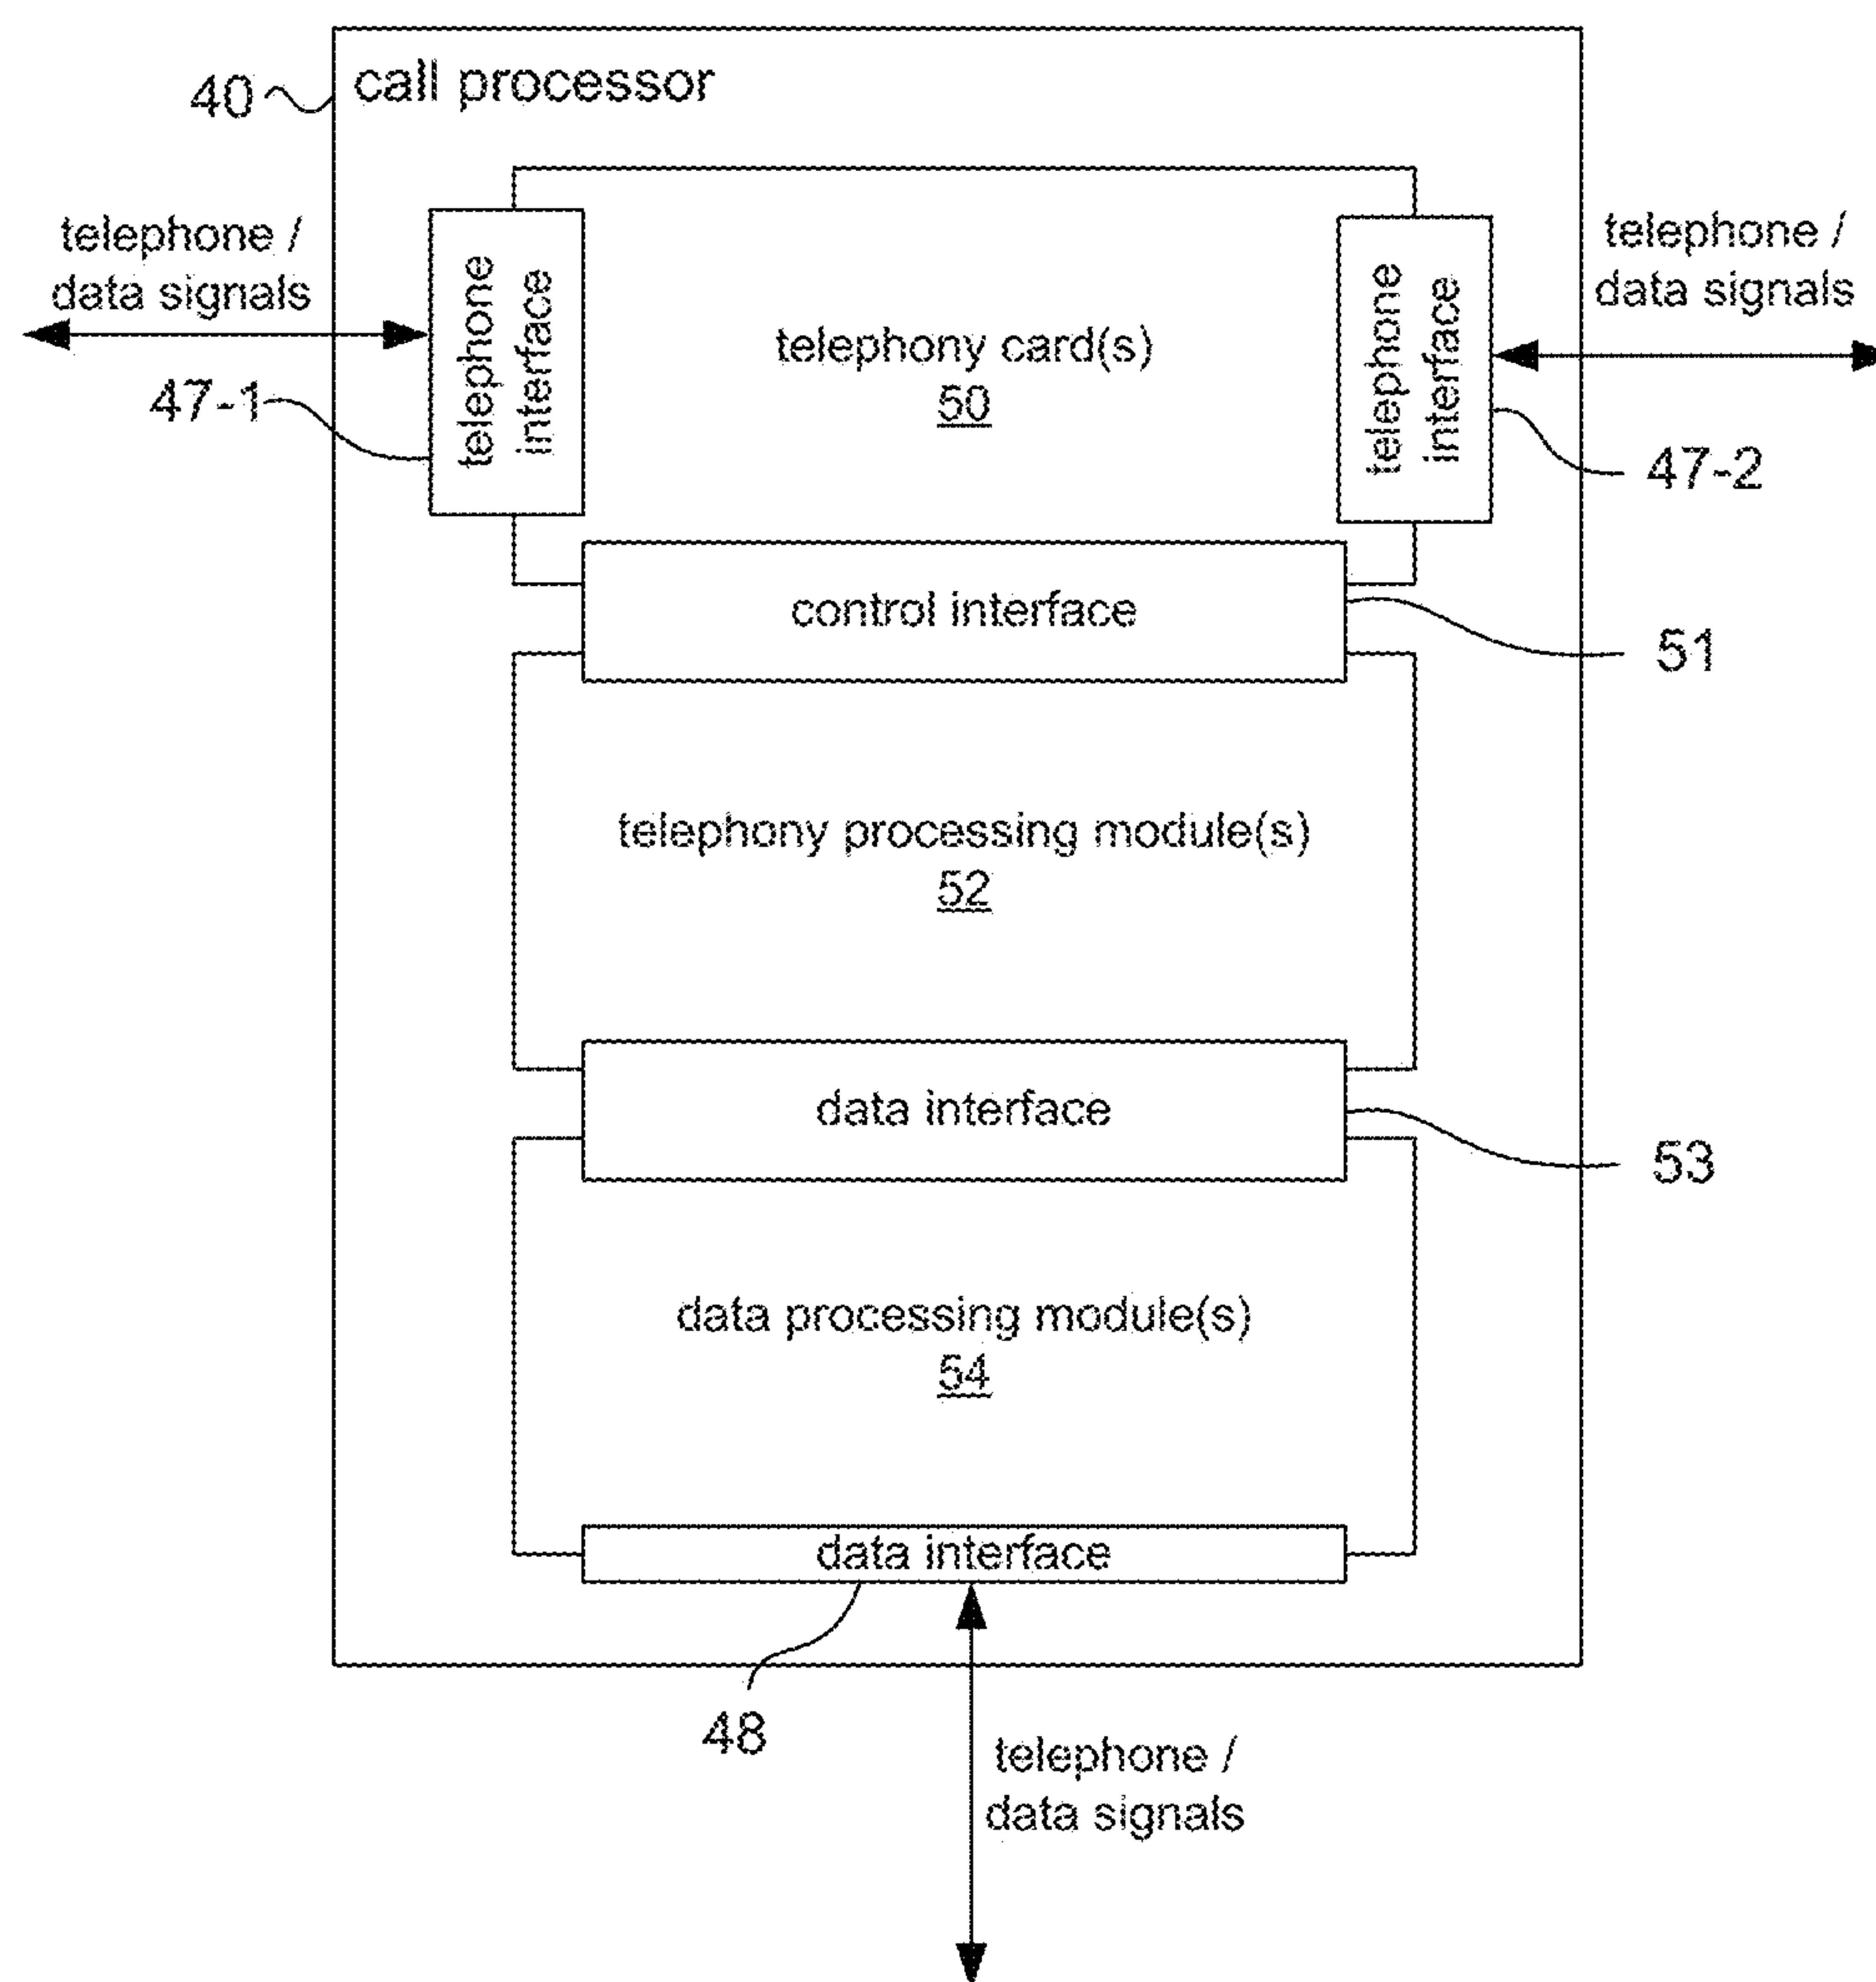 call processor
40
telephone /
data signals
telephone
interface
telephone
interface
telephone /
data signals
telephony card(s)
50
47-1
47-2
control interface
51
telephony processing module(s)
52
data interface
53
data processing module(s)
54
data interface
48
telephone /
data signals